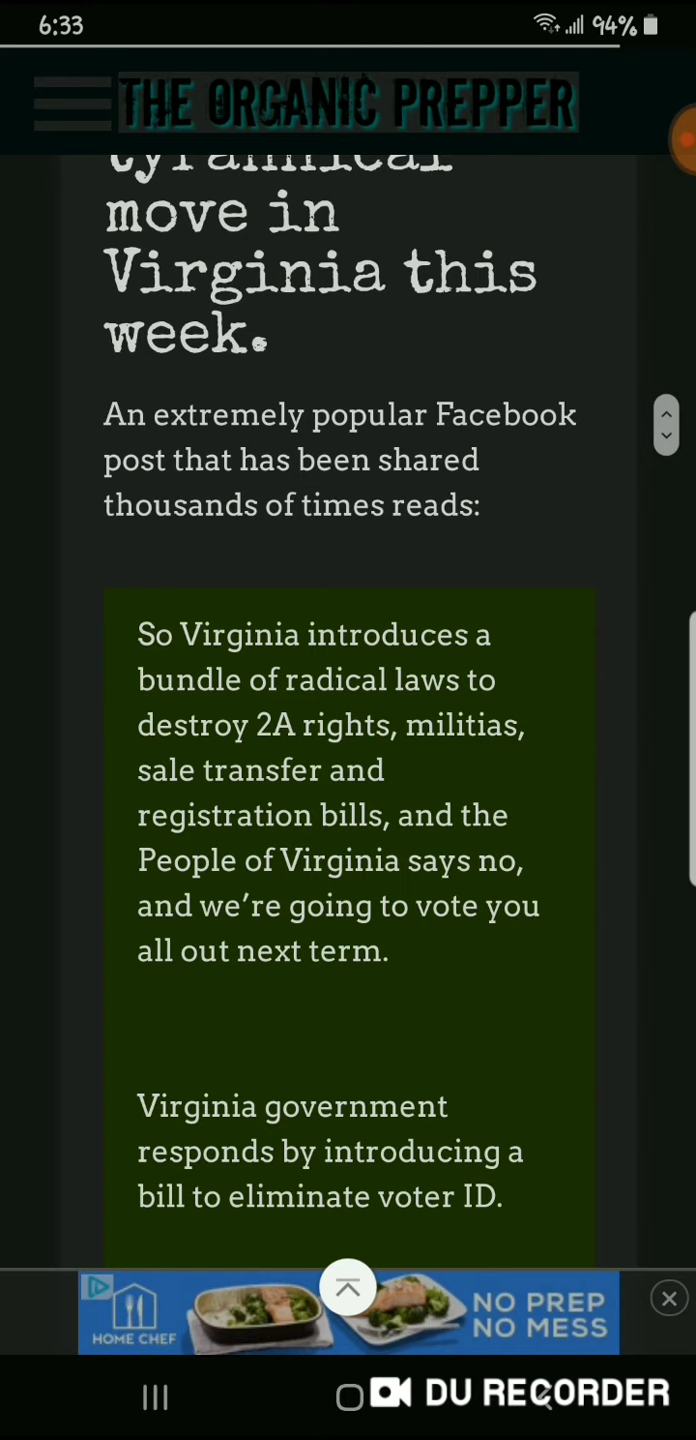 6:33
94%
THE ORGANIC PREPPER
tyrannical
move in
Virginia this
week.
An extremely popular Facebook
post that has been shared
thousands of times reads:
So Virginia introduces a
bundle of radical laws to
destroy 2A rights, militias,
sale transfer and
registration bills, and the
People of Virginia says no,
and we’re going to vote you
all out next term.
Virginia government
responds by introducing a
bill to eliminate voter ID.
HOME CHEF
NO PREP
NO MESS
DU RECORDER